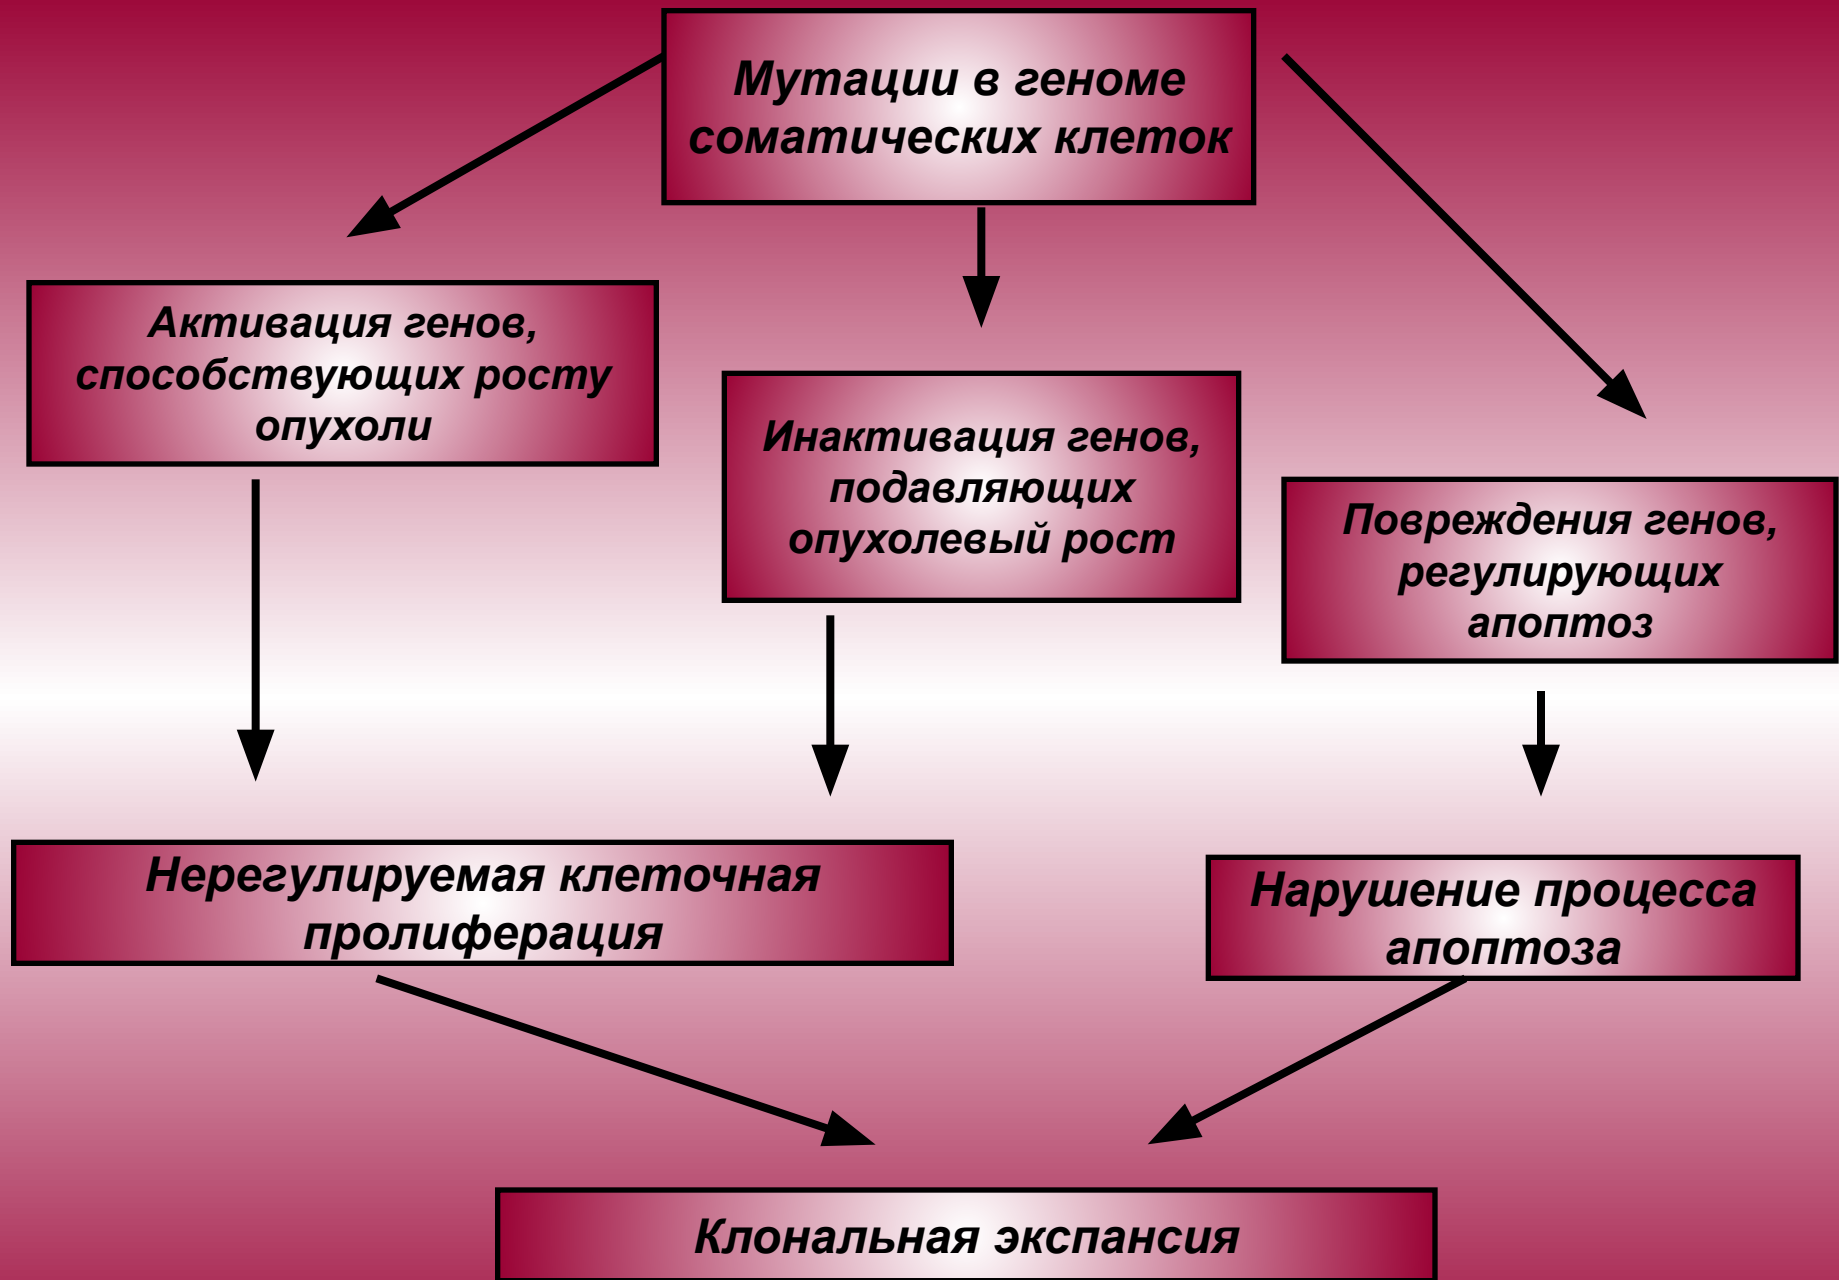 Мутации в геноме
соматических клеток
Активация генов,
способствующих росту
опухоли
Инактивация генов,
подавляющих
опухолевый рост
Повреждения генов,
регулирующих
апоптоз
Нерегулируемая клеточная
пролиферация
Нарушение процесса
апоптоза
Клональная экспансия